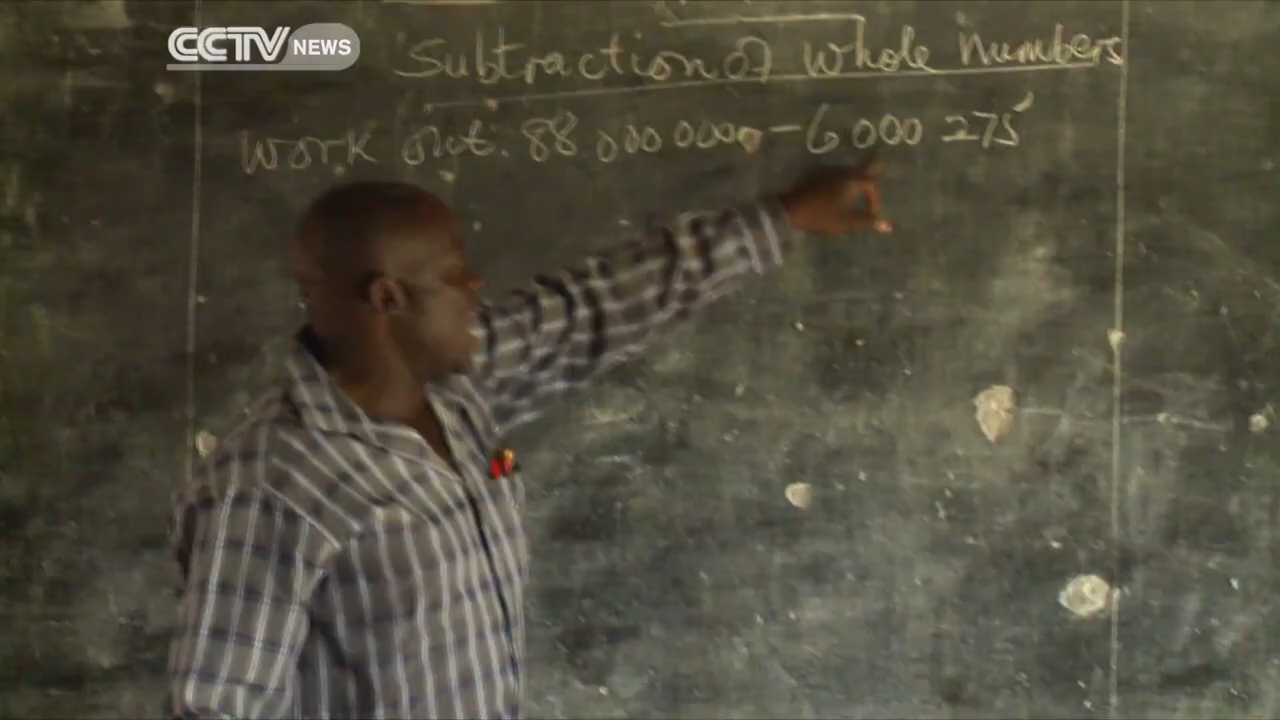 CCTV NEWS
Subtraction of whole numbers
Work out: 88 000 000 - 6 000 275